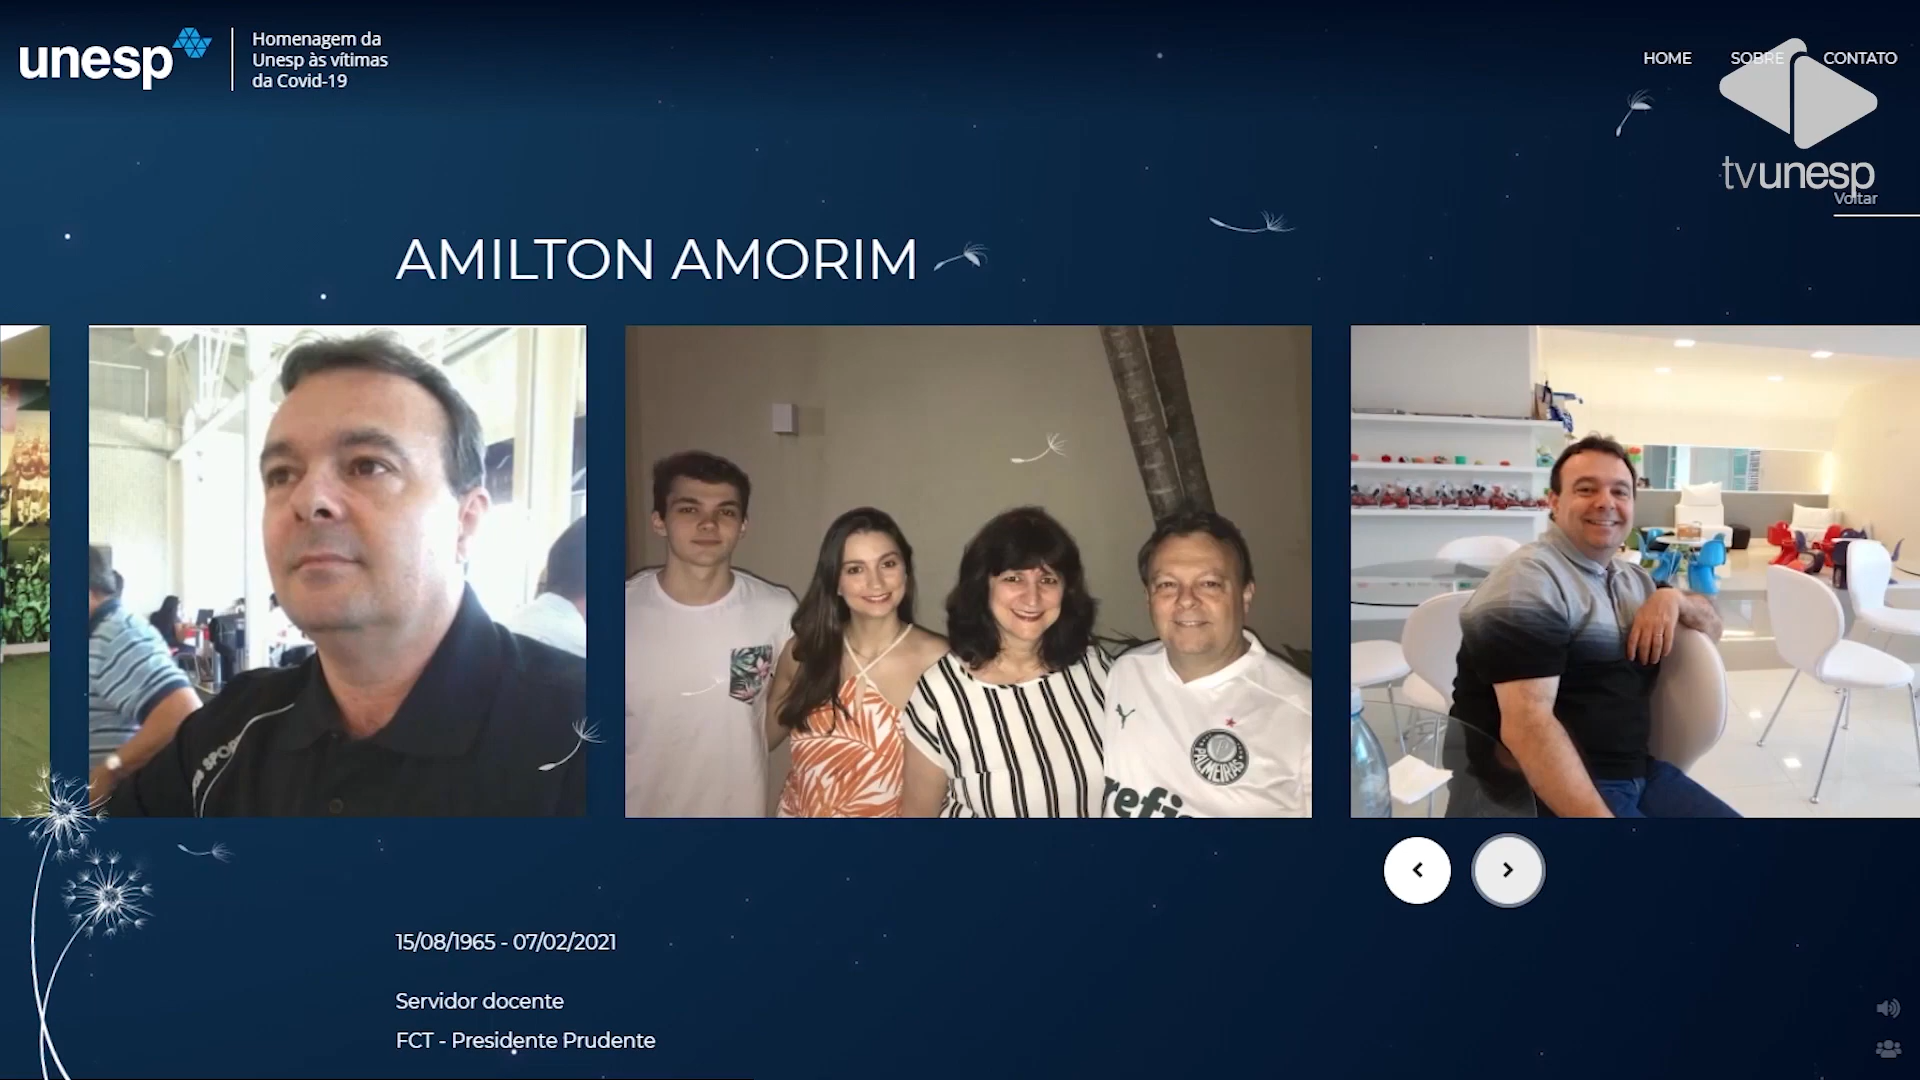 unesp
Homenagem da
Unesp às vítimas
da Covid-19
HOME
SOBRE
CONTATO
tvunesp
Voltar
AMILTON AMORIM
PALMEIRAS
15/08/1965 - 07/02/2021
Servidor docente
FCT - Presidente Prudente